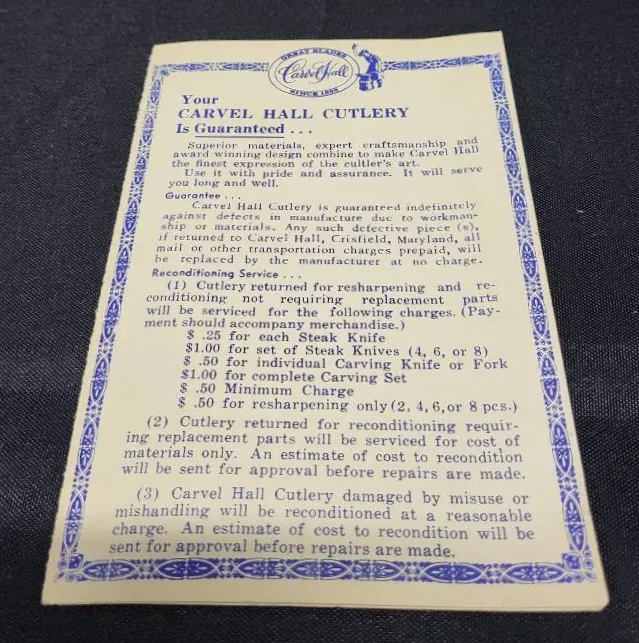 GREAT BLADES
Carvel Hall
SINCE 1895
Your
CARVEL HALL CUTLERY
Is Guaranteed . . .
Superior materials, expert craftsmanship and
award winning design combine to make Carvel Hall
the finest expression of the cultler's art.
Use it with pride and assurance. It will serve
you long and well.
Guarantee . . .
Carvel Hall Cutlery is guaranteed indefinitely
against defects in manufacture due to workman-
ship or materials. Any such defective piece (s),
if returned to Carvel Hall, Crisfield, Maryland, all
mail or other transportation charges prepaid, will
be replaced by the manufacturer at no charge.
Reconditioning Service . . .
(1) Cutlery returned for resharpening and re-
conditioning not requiring replacement parts
will be serviced for the following charges. (Pay-
ment should accompany merchandise.)
$ .25 for each Steak Knife
$1.00 for set of Steak Knives (4, 6, or 8)
$ .50 for individual Carving Knife or Fork
$1.00 for complete Carving Set
$ .50 Minimum Charge
$ .50 for resharpening only (2, 4, 6, or 8 pcs.)
(2) Cutlery returned for reconditioning requir-
ing replacement parts will be serviced for cost of
materials only. An estimate of cost to recondition
will be sent for approval before repairs are made.
(3) Carvel Hall Cutlery damaged by misuse or
mishandling will be reconditioned at a reasonable
charge. An estimate of cost to recondition will be
sent for approval before repairs are made.